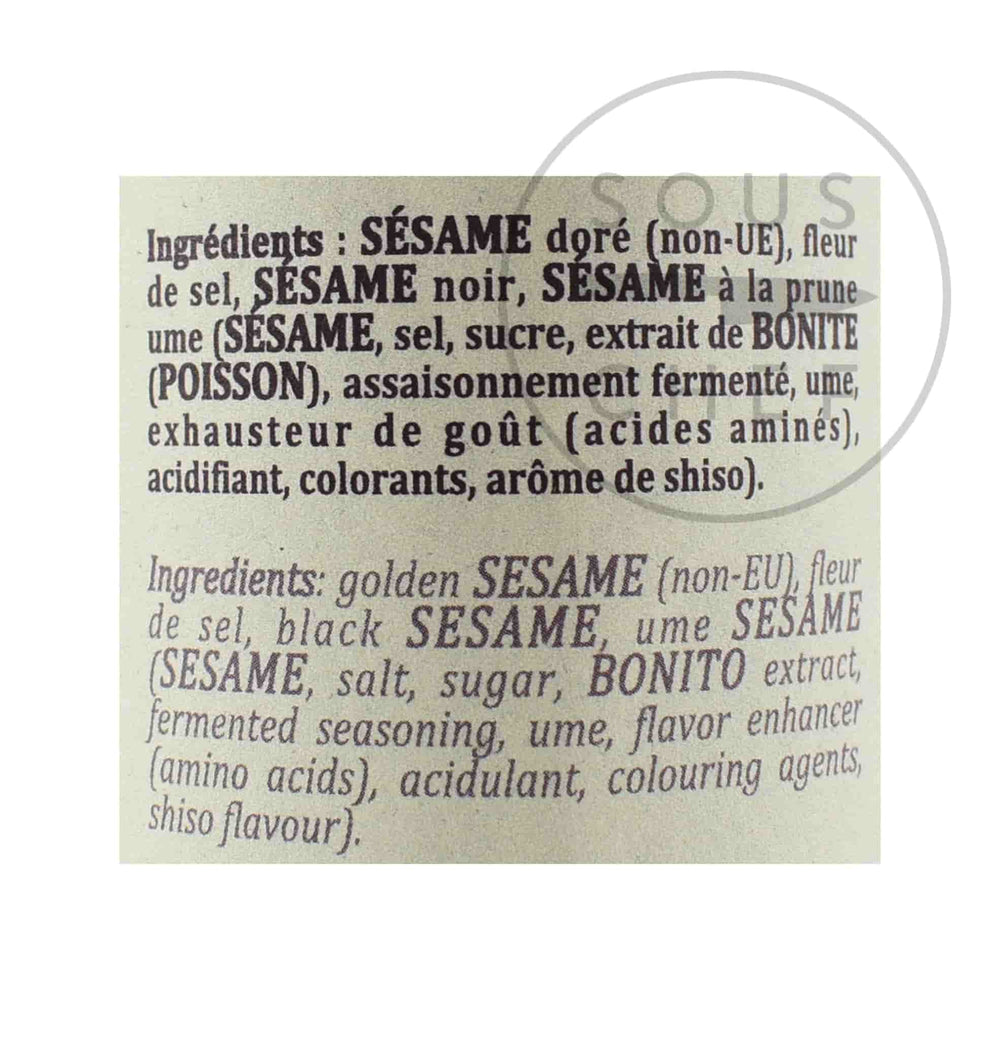 SOUS
CHEF
Ingrédients : SÉSAME doré (non-UE), fleur
de sel, SÉSAME noir, SÉSAME à la prune
ume (SÉSAME, sel, sucre, extrait de BONITE
(POISSON), assaisonnement fermenté, ume,
exhausteur de goût (acides aminés),
acidifiant, colorants, arôme de shiso).
Ingredients: golden SESAME (non-EU), fleur
de sel, black SESAME, ume SESAME
(SESAME, salt, sugar, BONITO extract,
fermented seasoning, ume, flavor enhancer
(amino acids), acidulant, colouring agents,
shiso flavour).